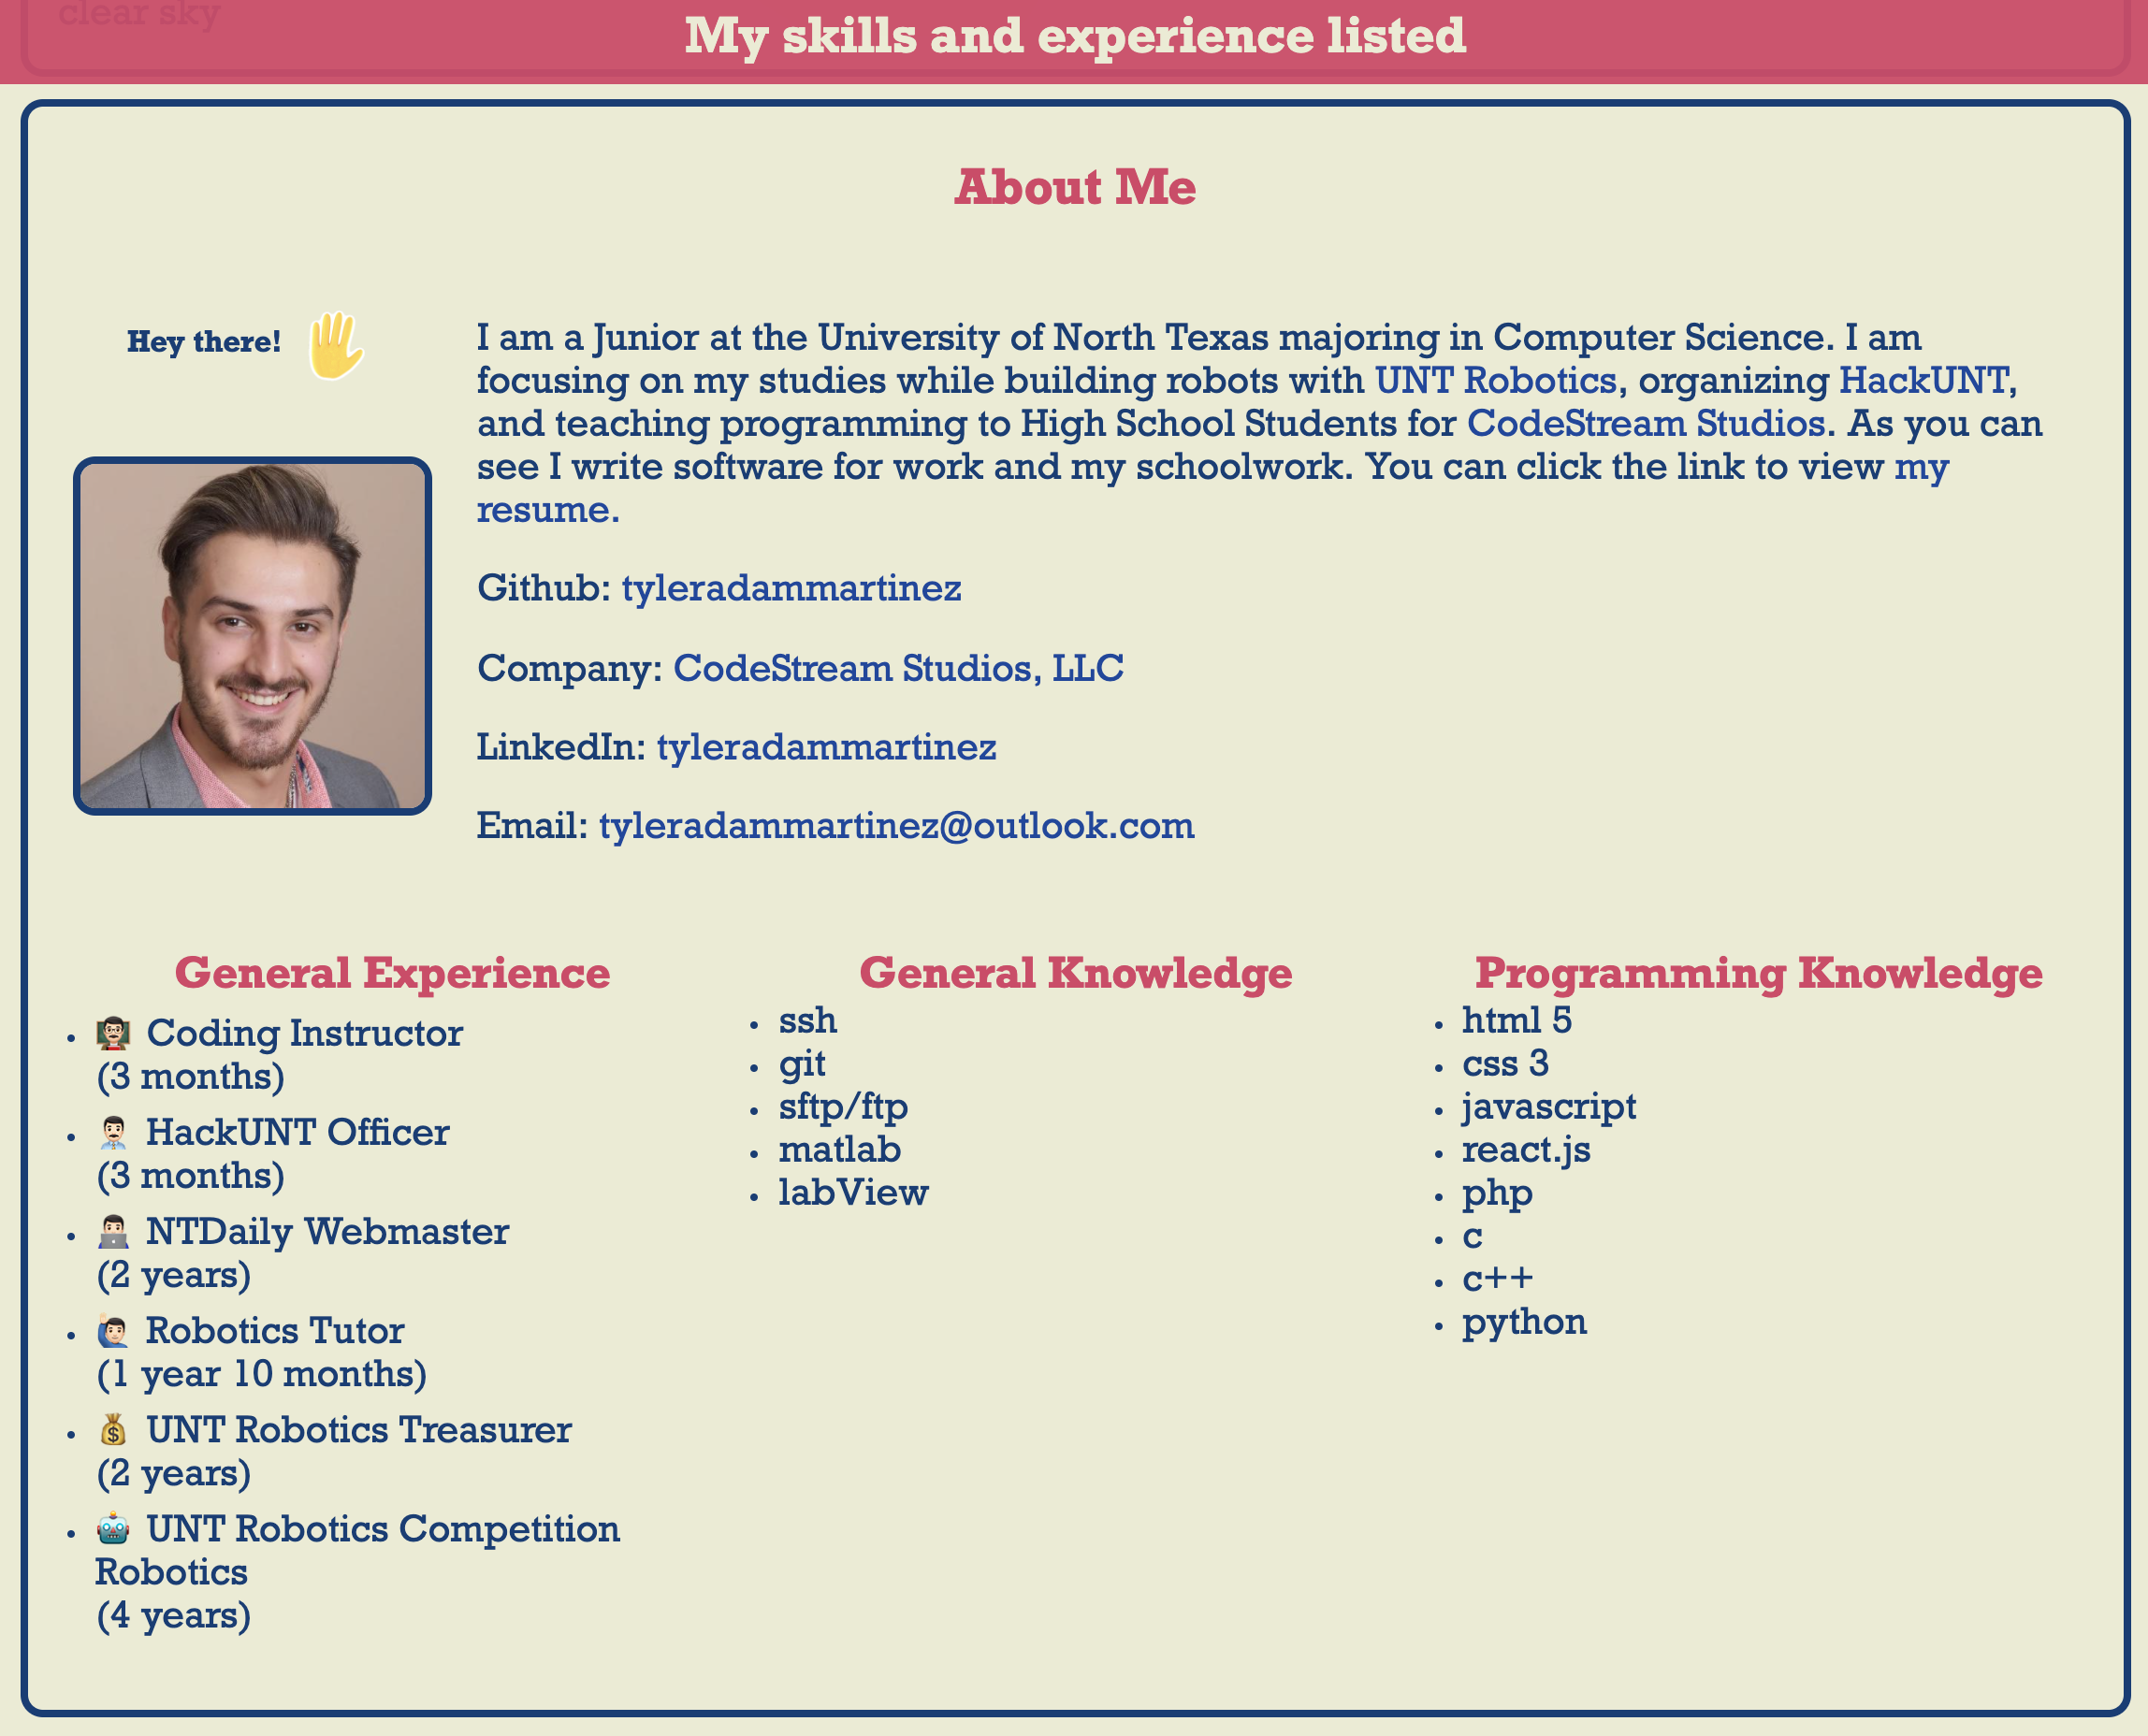 clear sky
My skills and experience listed
About Me
Hey there! 🤚
I am a Junior at the University of North Texas majoring in Computer Science. I am
focusing on my studies while building robots with UNT Robotics, organizing HackUNT,
and teaching programming to High School Students for CodeStream Studios. As you can
see I write software for work and my schoolwork. You can click the link to view my
resume.
Github: tyleradammartinez
Company: CodeStream Studios, LLC
LinkedIn: tyleradammartinez
Email: tyleradammartinez@outlook.com
General Experience
• 👨🏻‍🏫 Coding Instructor
(3 months)
• 👨🏻‍💼 HackUNT Officer
(3 months)
• 👨🏻‍💻 NTDaily Webmaster
(2 years)
• 🙋🏻‍♂️ Robotics Tutor
(1 year 10 months)
• 💰 UNT Robotics Treasurer
(2 years)
• 🤖 UNT Robotics Competition
Robotics
(4 years)
General Knowledge
• ssh
• git
• sftp/ftp
• matlab
• labView
Programming Knowledge
• html 5
• css 3
• javascript
• react.js
• php
• c
• c++
• python